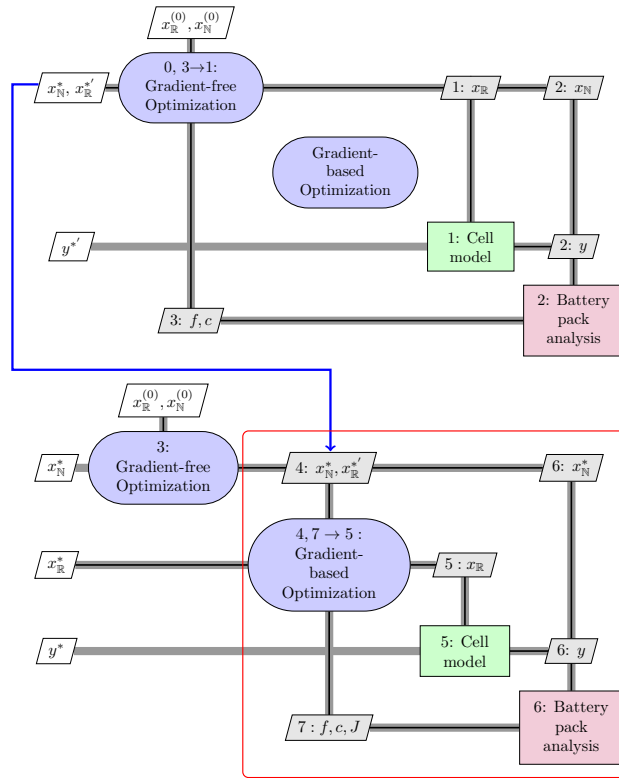 x_ℝ^(0), x_ℕ^(0)
0, 3→1:
Gradient-free
Optimization
x_ℕ^*, x_ℝ^*′
1: x_ℝ
2: x_ℕ
Gradient-
based
Optimization
y^*′
1: Cell
model
2: y
3: f, c
2: Battery
pack
analysis
x_ℝ^(0), x_ℕ^(0)
3:
Gradient-free
Optimization
x_ℕ^*
4: x_ℕ^*, x_ℝ^*′
6: x_ℕ^*
4, 7 → 5 :
Gradient-
based
Optimization
x_ℝ^*
5 : x_ℝ
y^*
5: Cell
model
6: y
7 : f, c, J
6: Battery
pack
analysis